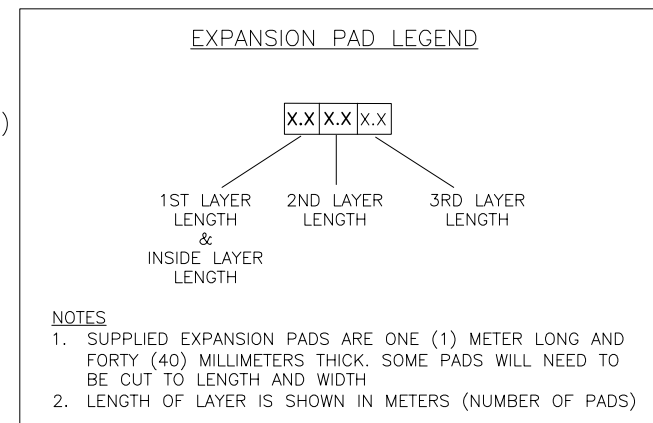 EXPANSION PAD LEGEND
)
X.X X.X X.X
1ST LAYER 2ND LAYER 3RD LAYER
LENGTH LENGTH LENGTH
&
INSIDE LAYER
LENGTH
NOTES
1. SUPPLIED EXPANSION PADS ARE ONE (1) METER LONG AND
FORTY (40) MILLIMETERS THICK. SOME PADS WILL NEED TO
BE CUT TO LENGTH AND WIDTH
2. LENGTH OF LAYER IS SHOWN IN METERS (NUMBER OF PADS)